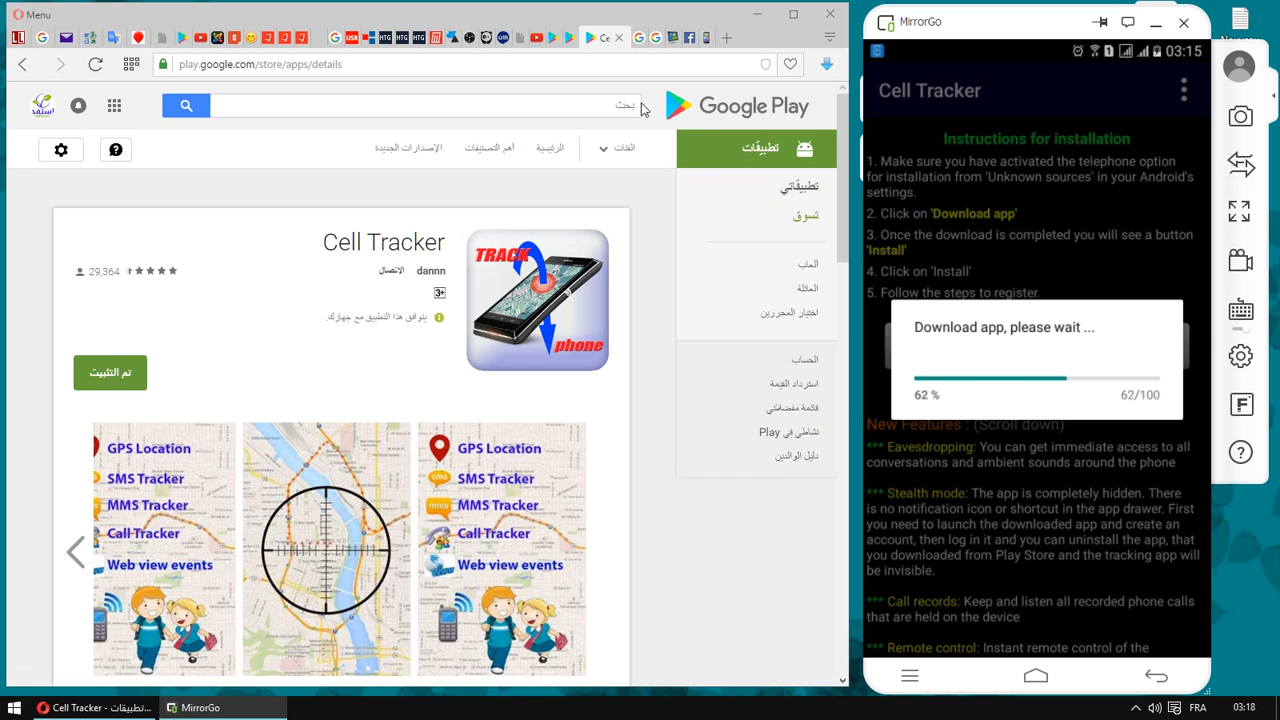 Menu
Ce
play.google.com/store/apps/details
استفد
بحث
Google Play
الفئات
الرئيسية
أهم التصنيفات
الإصدارات الجديدة
تطبيقات
تطبيقاتي
تسوق
ألعاب
العائلة
اختيار المحررين
الحساب
استرداد القيمة
قائمة مفضلاتي
نشاطي في Play
دليل الوالدين
Cell Tracker
dannn الاتصال
29,364
3+
يتوافق هذا التطبيق مع جهازك.
تم التثبيت
TRACK
phone
GPS Location
SMS Tracker
MMS Tracker
Call Tracker
Web view events
GPS Location
sms SMS Tracker
mms MMS Tracker
Call Tracker
Web view events
MirrorGo
03:15
Cell Tracker
Instructions for installation
1. Make sure you have activated the telephone option
for installation from 'Unknown sources' in your Android's
settings.
2. Click on 'Download app'
3. Once the download is completed you will see a button
'Install'
4. Click on 'Install'
5. Follow the steps to register.
Download app, please wait ...
62 %
62/100
New Features : (Scroll down)
*** Eavesdropping: You can get immediate access to all
conversations and ambient sounds around the phone
*** Stealth mode: The app is completely hidden. There
is no notification icon or shortcut in the app drawer. First
you need to launch the downloaded app and create an
account, then log in it and you can uninstall the app, that
you downloaded from Play Store and the tracking app will
be invisible.
*** Call records: Keep and listen all recorded phone calls
that are held on the device
*** Remote control: Instant remote control of the
Cell Tracker - تطبيقات...
MirrorGo
FRA
03:18